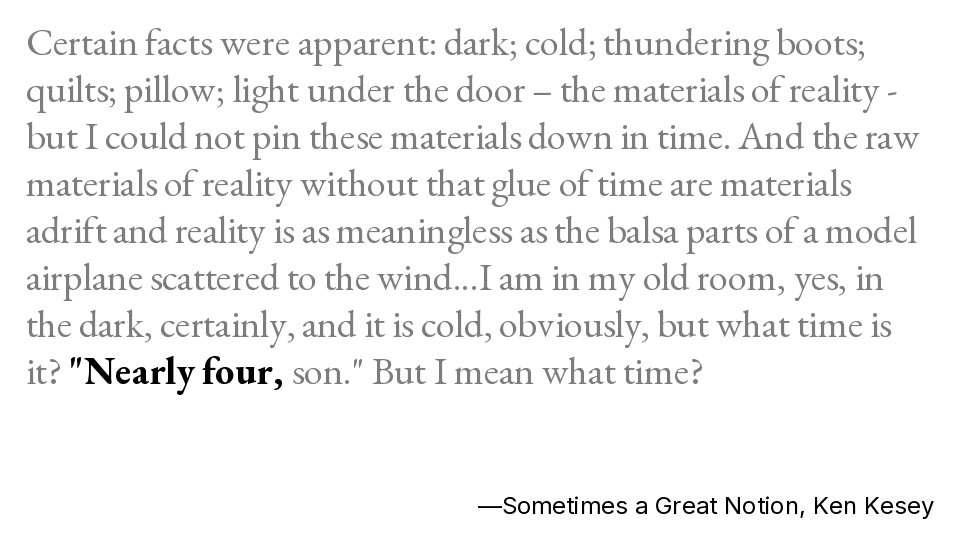 Certain facts were apparent: dark; cold; thundering boots;
quilts; pillow; light under the door – the materials of reality -
but I could not pin these materials down in time. And the raw
materials of reality without that glue of time are materials
adrift and reality is as meaningless as the balsa parts of a model
airplane scattered to the wind...I am in my old room, yes, in
the dark, certainly, and it is cold, obviously, but what time is
it? "Nearly four, son." But I mean what time?
—Sometimes a Great Notion, Ken Kesey